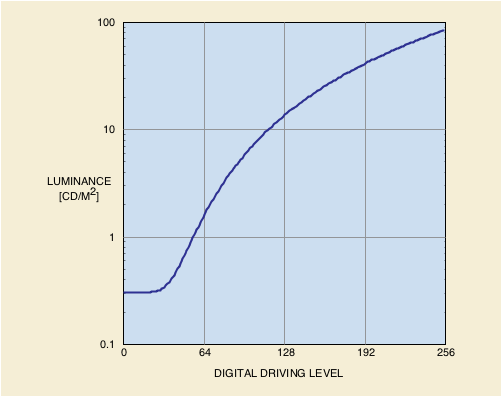 100
10
LUMINANCE
[CD/M2]
1
0.1
0 64 128 192 256
DIGITAL DRIVING LEVEL